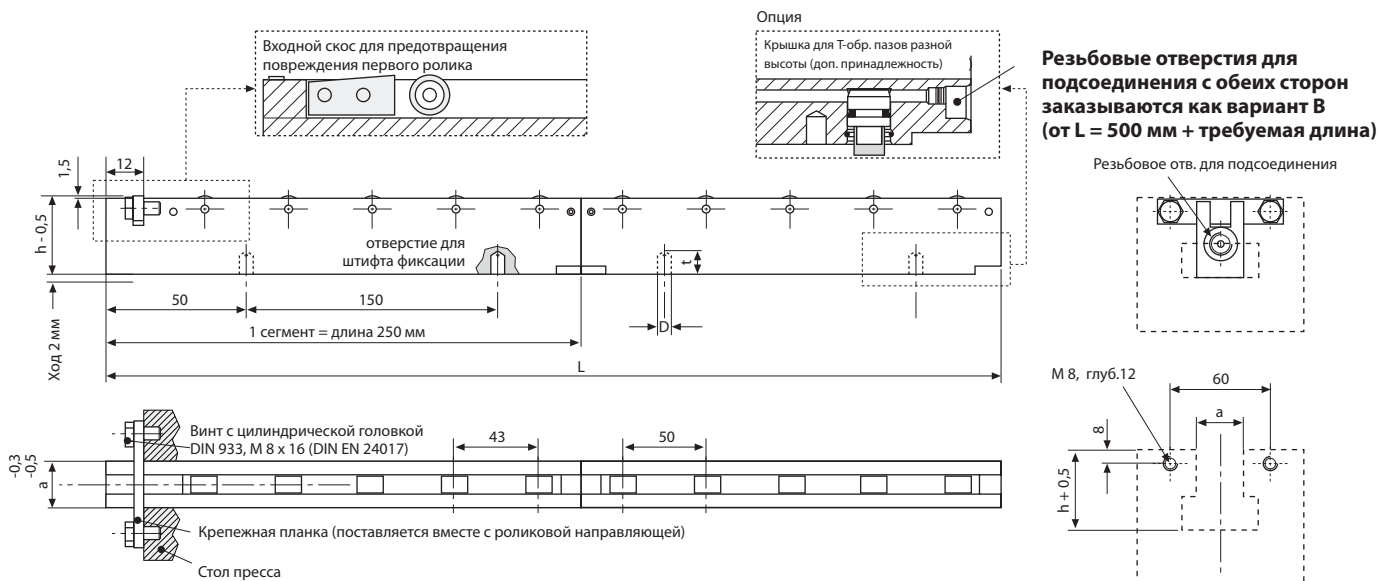 Опция
Входной скос для предотвращения
повреждения первого ролика
Крышка для Т-обр. пазов разной
высоты (доп. принадлежность)
Резьбовые отверстия для
подсоединения с обеих сторон
заказываются как вариант B
(от L = 500 мм + требуемая длина)
Резьбовое отв. для подсоединения
1,5
12
h - 0,5
отверстие для
штифта фиксации
t
50
150
D
1 сегмент = длина 250 мм
Ход 2 мм
L
M 8, глуб.12
60
a
8
h + 0,5
Винт с цилиндрической головкой
DIN 933, M 8 x 16 (DIN EN 24017)
43
50
-0,3
-0,5
a
Крепежная планка (поставляется вместе с роликовой направляющей)
Стол пресса